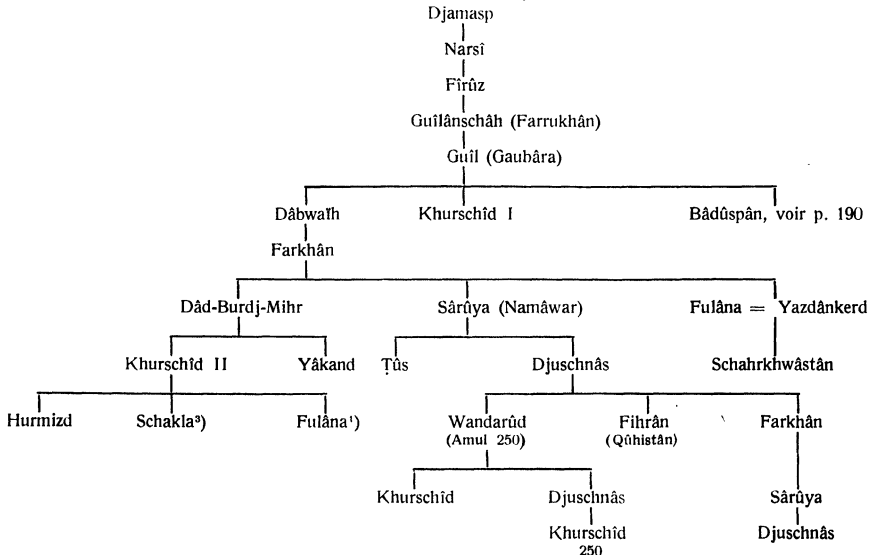 Djamasp
Narsî
Fîrûz
Guîlânschâh (Farrukhân)
Guîl (Gaubâra)
Dâbwaïh Khurschîd I Bâdûspân, voir p. 190
Farkhân
Dâd-Burdj-Mihr Sârûya (Namâwar) Fulâna = Yazdânkerd
Khurschîd II Yâkand Ṭûs Djuschnâs Schahrkhwâstân
Hurmizd Schakla³) Fulâna¹) Wandarûd Fihrân Farkhân
(Amul 250) (Qûhistân)
Khurschîd Djuschnâs Sârûya
Khurschîd Djuschnâs
250